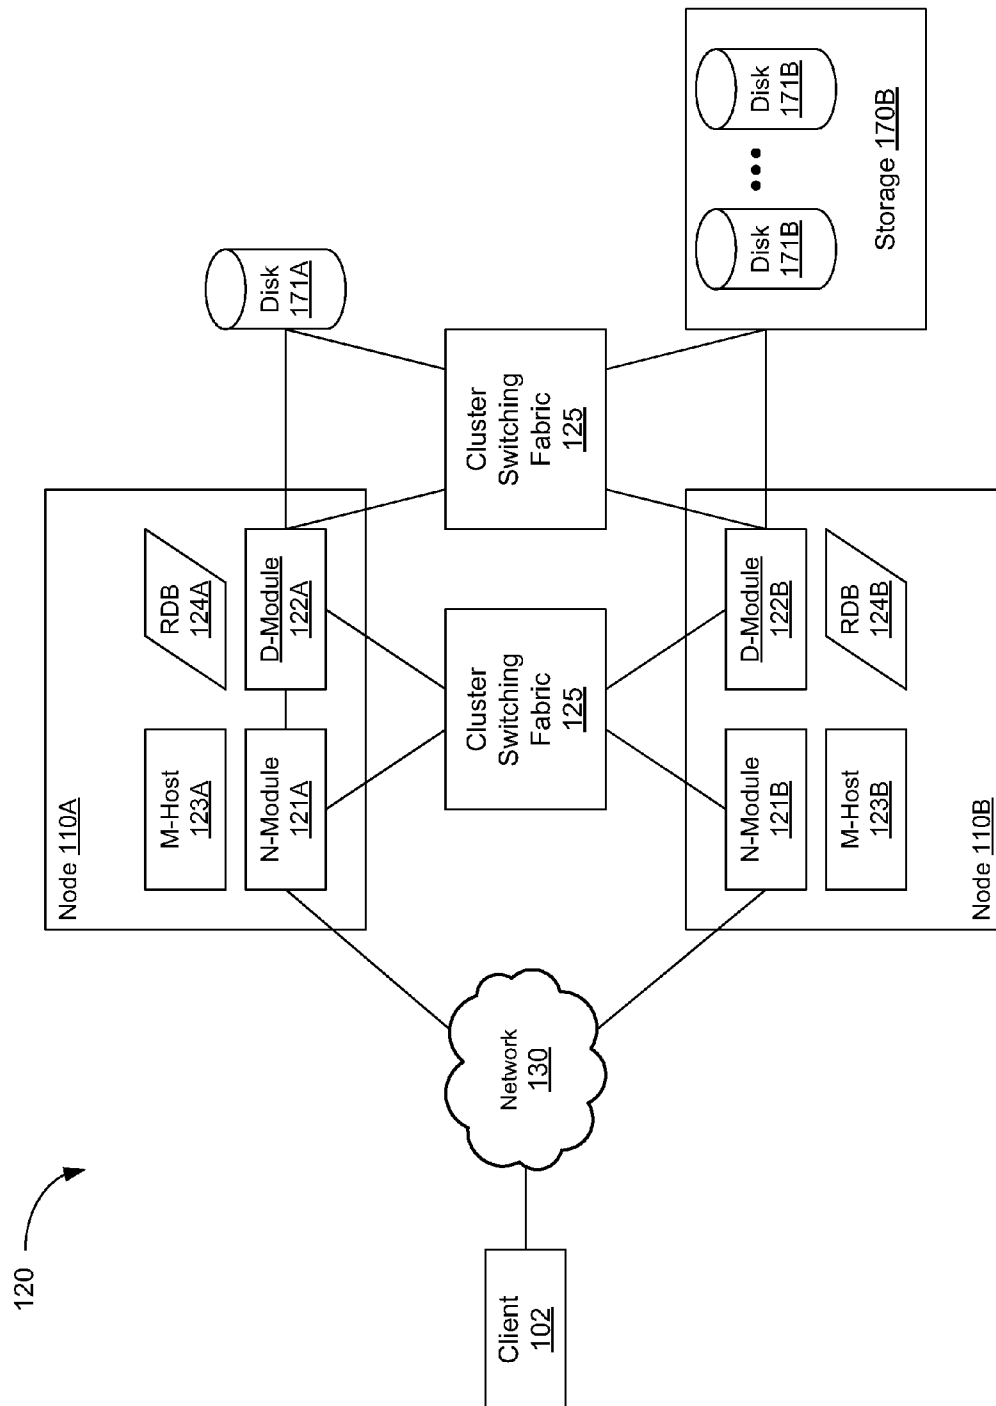 120
Client
102
Network
130
Node 110A
M-Host
123A
RDB
124A
N-Module
121A
D-Module
122A
Disk
171A
Cluster
Switching
Fabric
125
Cluster
Switching
Fabric
125
N-Module
121B
D-Module
122B
M-Host
123B
RDB
124B
Node 110B
Disk
171B
Disk
171B
Storage 170B